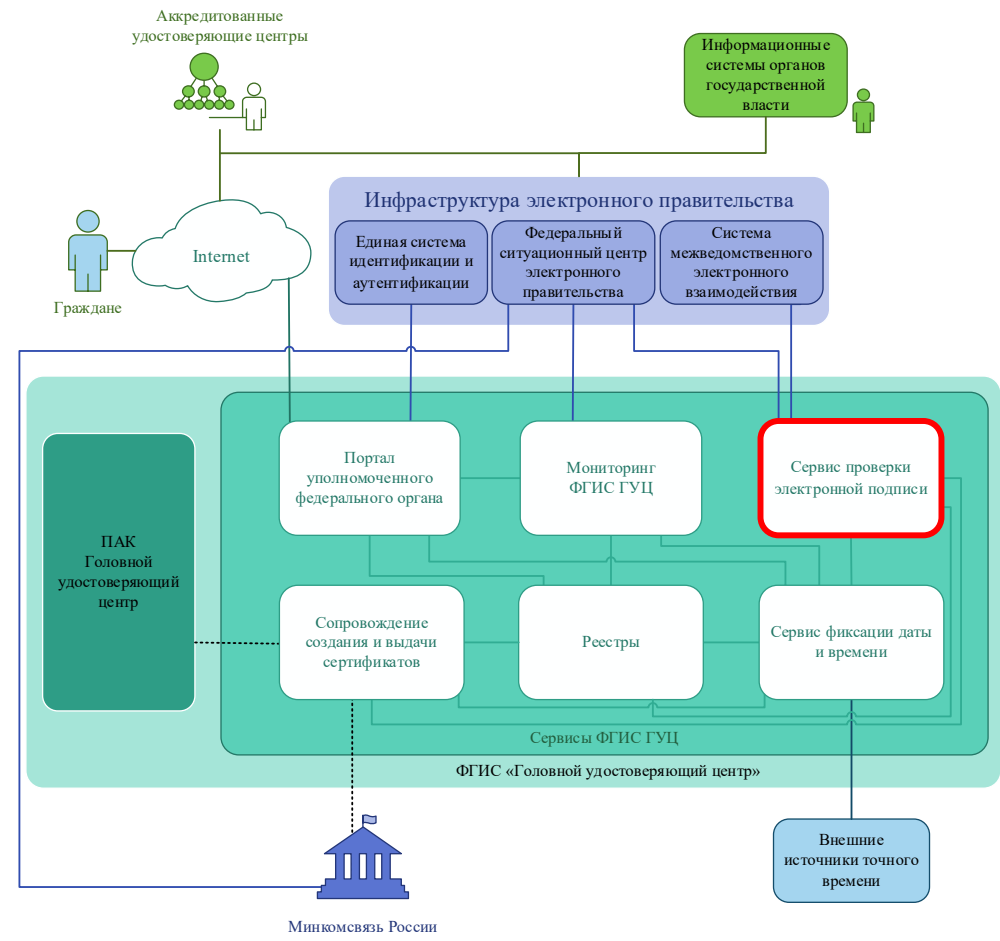 Аккредитованные
удостоверяющие центры
Информационные
системы органов
государственной
власти
Инфраструктура электронного правительства
Единая система
идентификации и
аутентификации
Федеральный
ситуационный центр
электронного
правительства
Система
межведомственного
электронного
взаимодействия
Internet
Граждане
ПАК
Головной
удостоверяющий
центр
Портал
уполномоченного
федерального органа
Мониторинг
ФГИС ГУЦ
Сервис проверки
электронной подписи
Сопровождение
создания и выдачи
сертификатов
Реестры
Сервис фиксации даты
и времени
Сервисы ФГИС ГУЦ
ФГИС «Головной удостоверяющий центр»
Внешние
источники точного
времени
Минкомсвязь России